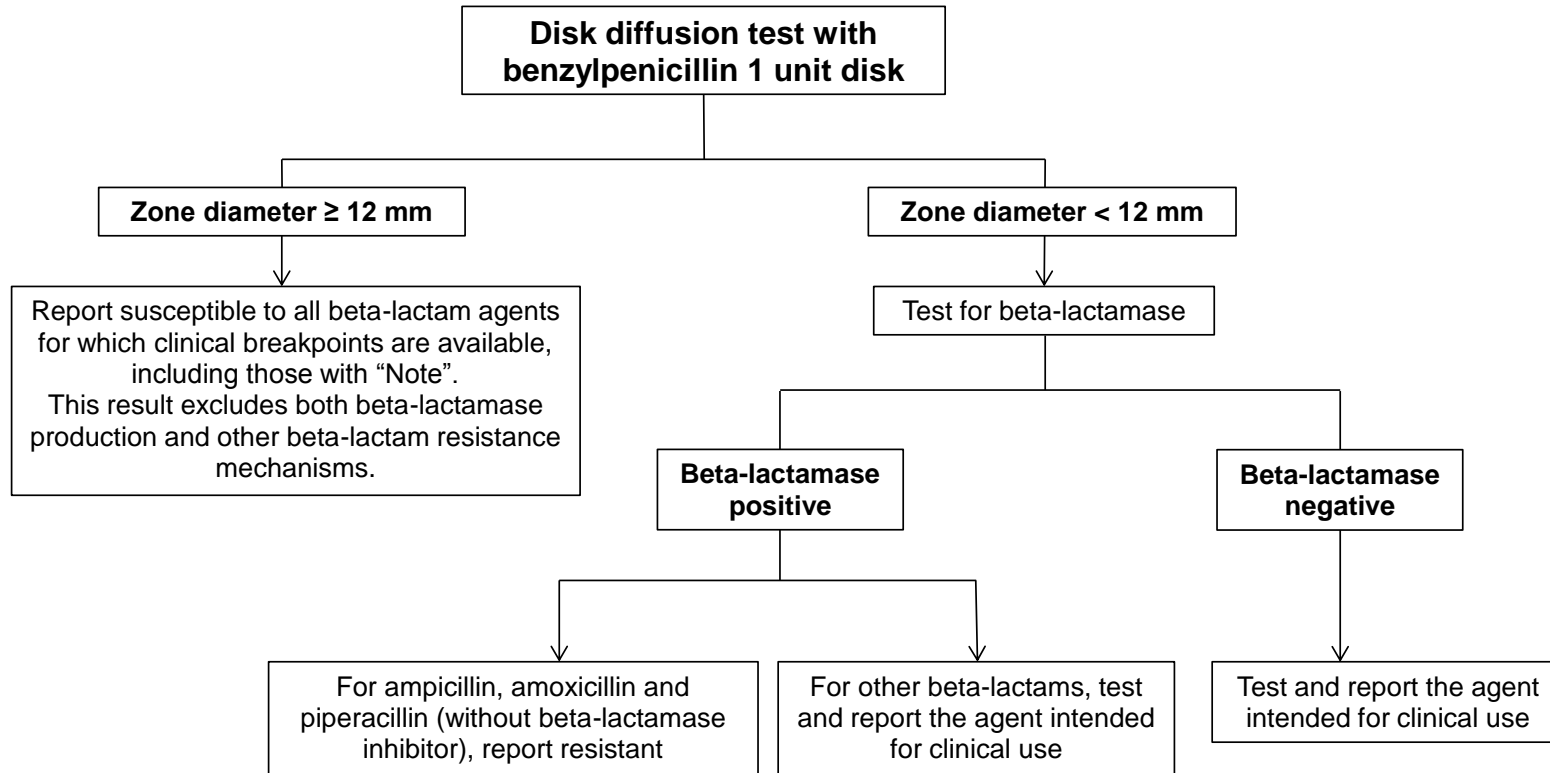 Disk diffusion test with
benzylpenicillin 1 unit disk
Zone diameter ≥ 12 mm
Zone diameter < 12 mm
Report susceptible to all beta-lactam agents
for which clinical breakpoints are available,
including those with “Note”.
This result excludes both beta-lactamase
production and other beta-lactam resistance
mechanisms.
Test for beta-lactamase
Beta-lactamase
positive
Beta-lactamase
negative
For ampicillin, amoxicillin and
piperacillin (without beta-lactamase
inhibitor), report resistant
For other beta-lactams, test
and report the agent intended
for clinical use
Test and report the agent
intended for clinical use